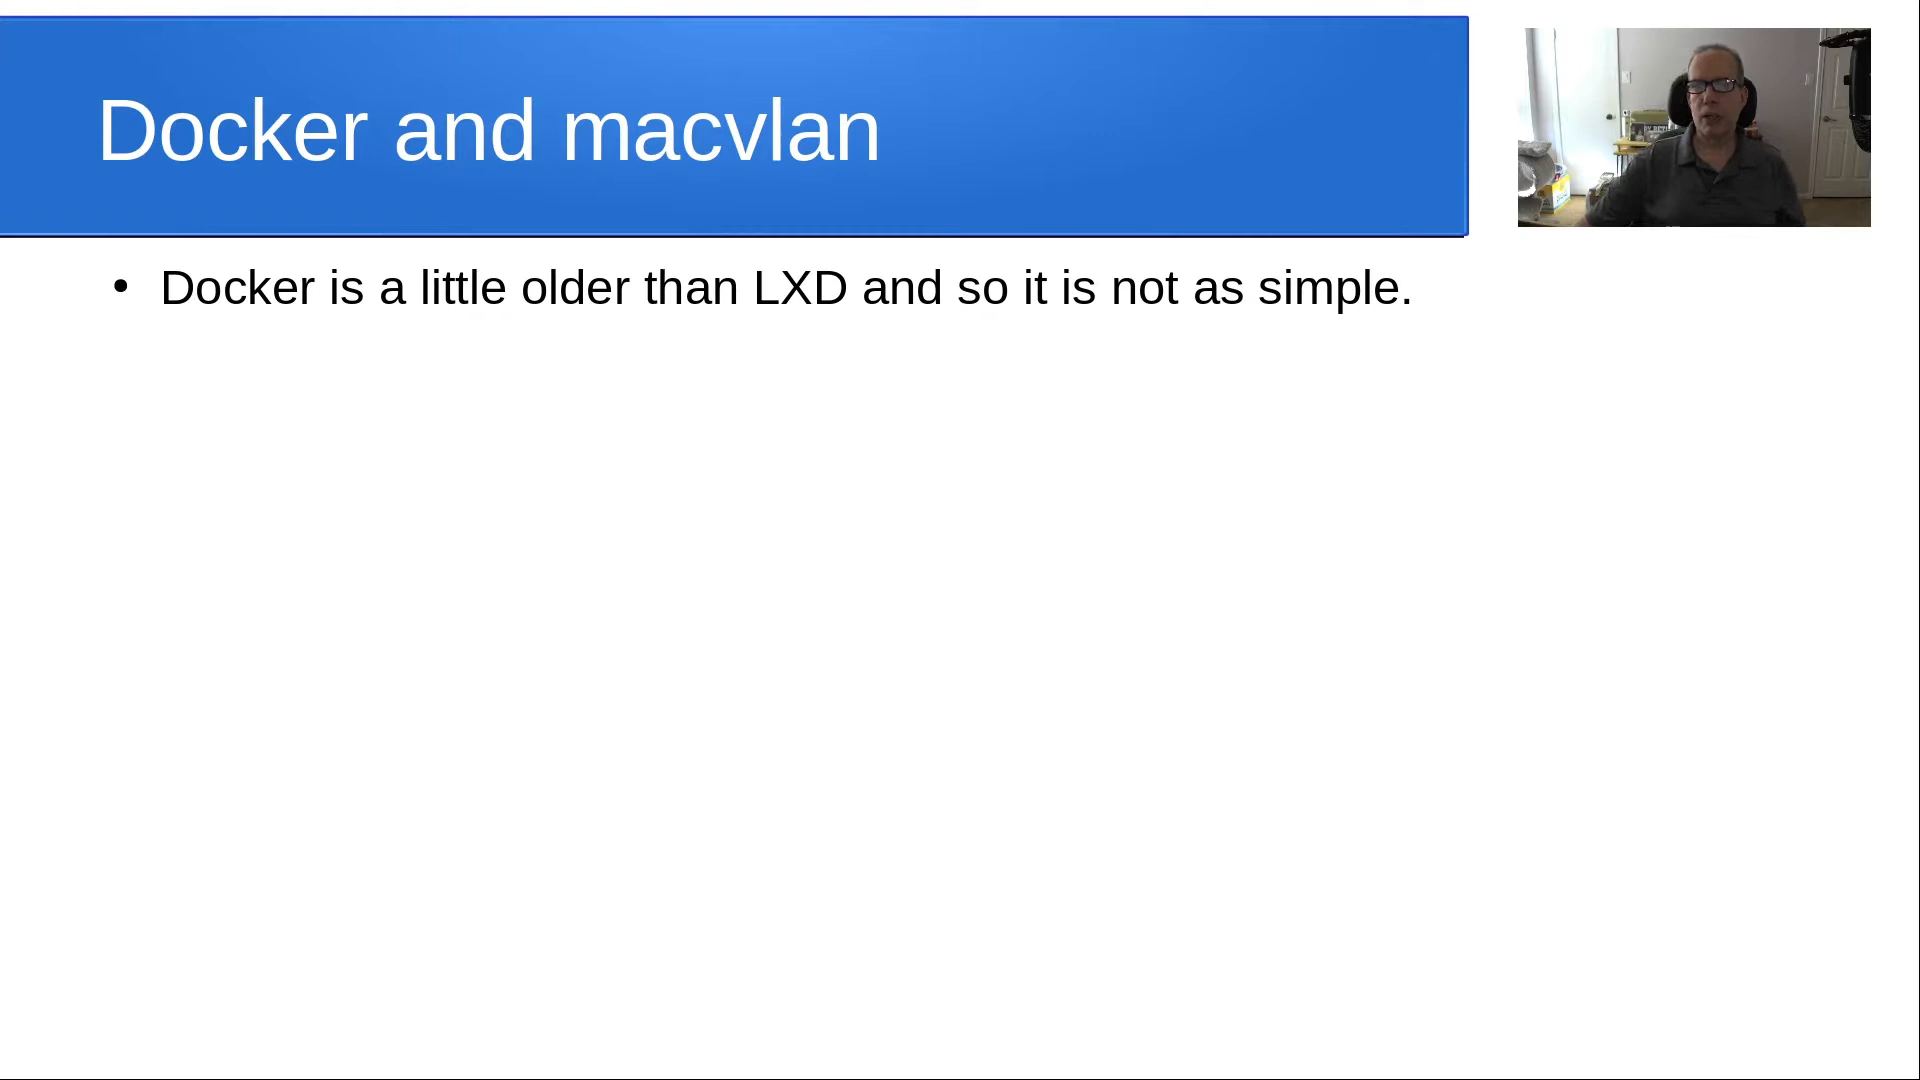 Docker and macvlan
• Docker is a little older than LXD and so it is not as simple.